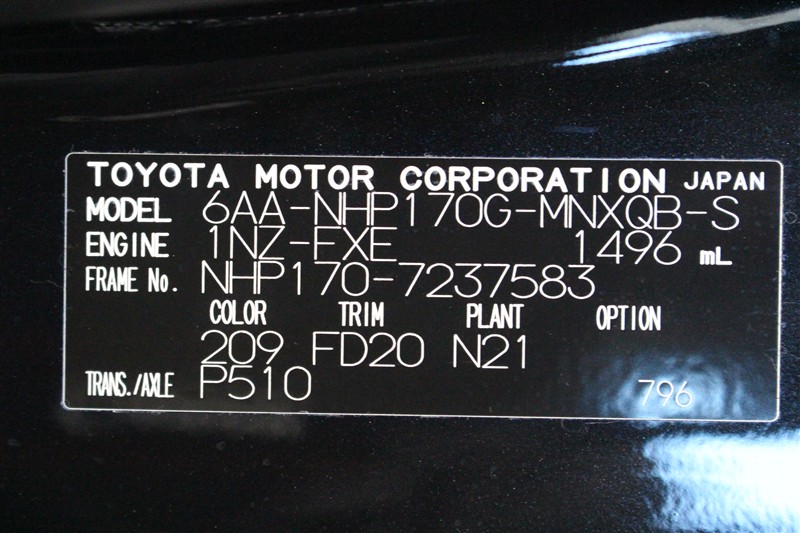 TOYOTA MOTOR CORPORATION JAPAN
MODEL 6AA-NHP170G-MNXQB-S
ENGINE 1NZ-FXE 1496 mL
FRAME No. NHP170-7237583
COLOR TRIM PLANT OPTION
209 FD20 N21
TRANS./AXLE P510 796